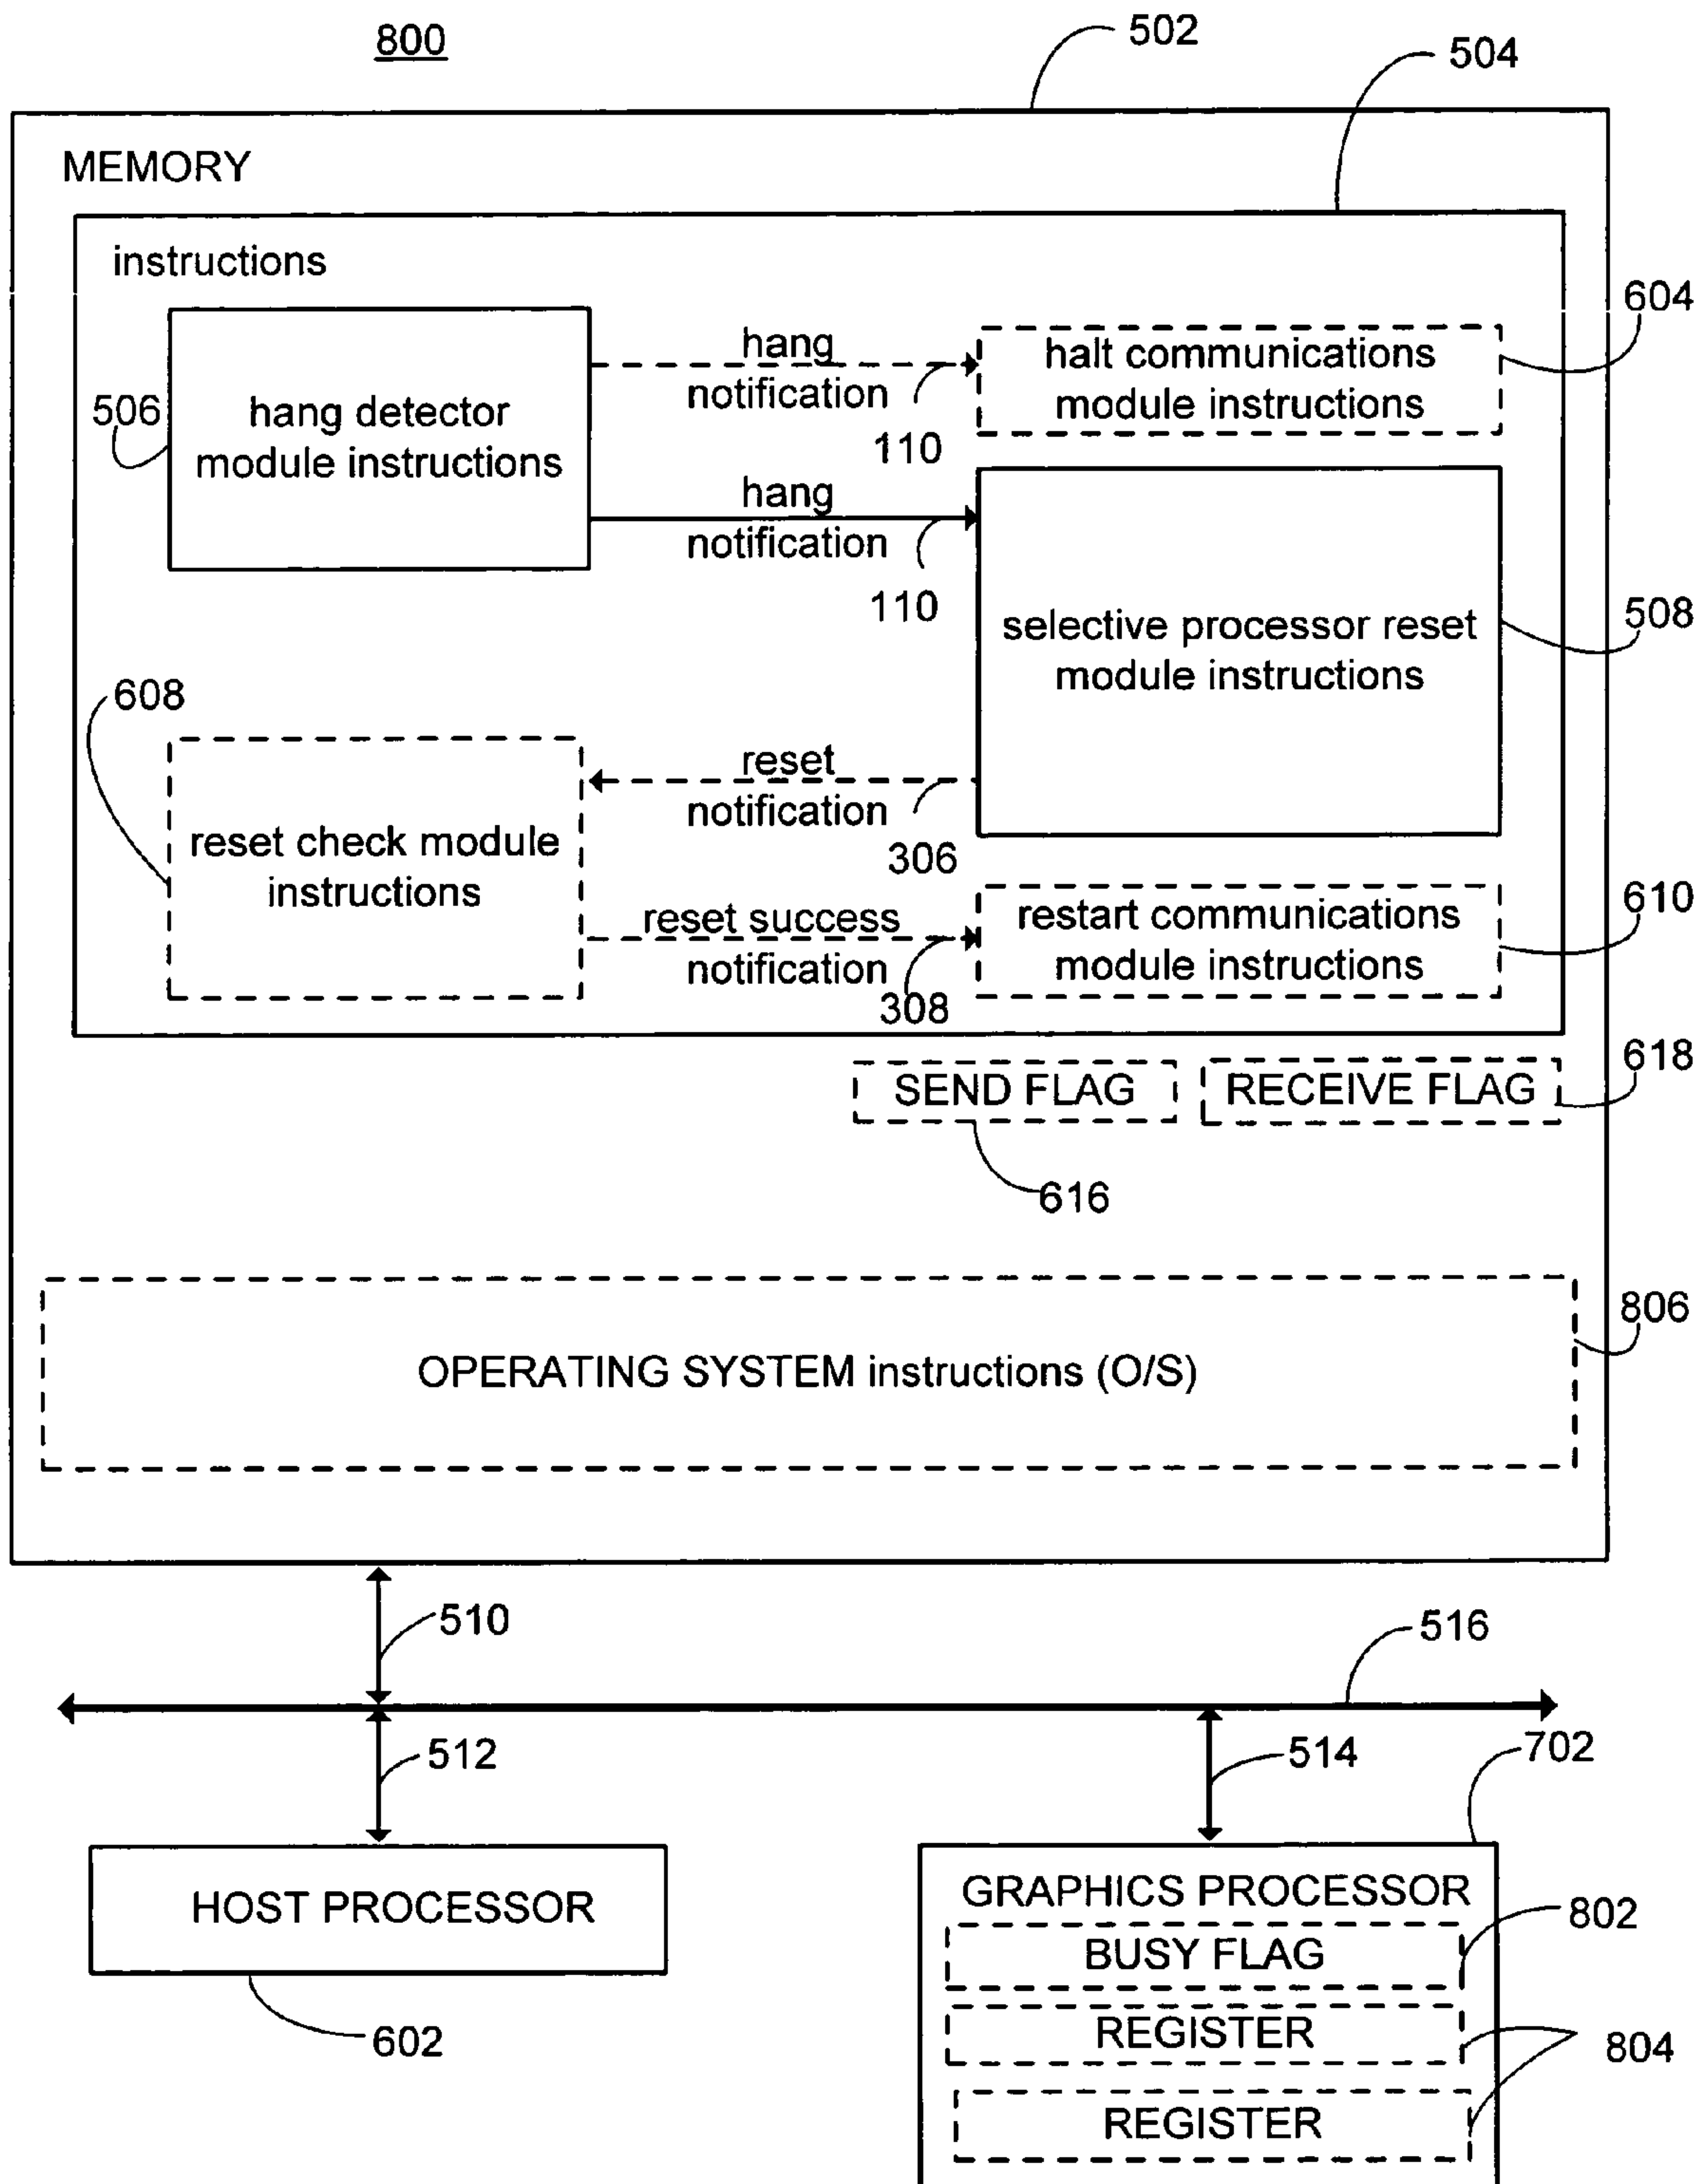 800
502
504
MEMORY
instructions
604
hang
notification
110
halt communications
module instructions
506
hang detector
module instructions
hang
notification
110
508
selective processor reset
module instructions
608
reset
notification
306
reset check module
instructions
610
reset success
notification
308
restart communications
module instructions
618
SEND FLAG
RECEIVE FLAG
616
806
OPERATING SYSTEM instructions (O/S)
510
516
512
514
702
HOST PROCESSOR
602
GRAPHICS PROCESSOR
802
BUSY FLAG
REGISTER
804
REGISTER